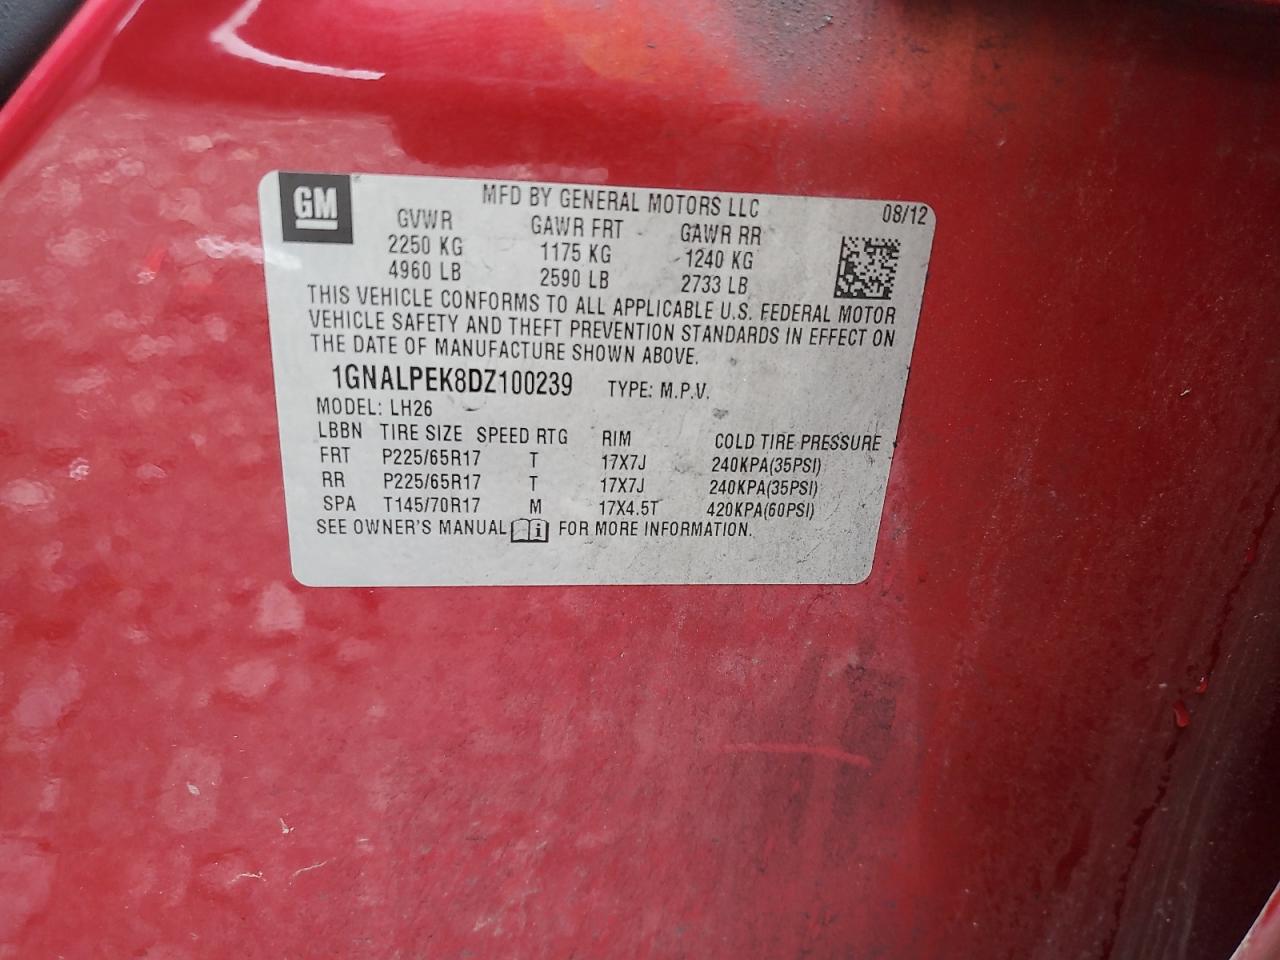 GM
MFD BY GENERAL MOTORS LLC 08/12
GVWR GAWR FRT GAWR RR
2250 KG 1175 KG 1240 KG
4960 LB 2590 LB 2733 LB
THIS VEHICLE CONFORMS TO ALL APPLICABLE U.S. FEDERAL MOTOR
VEHICLE SAFETY AND THEFT PREVENTION STANDARDS IN EFFECT ON
THE DATE OF MANUFACTURE SHOWN ABOVE.
1GNALPEK8DZ100239 TYPE: M.P.V.
MODEL: LH26
LBBN TIRE SIZE SPEED RTG RIM COLD TIRE PRESSURE
FRT P225/65R17 T 17X7J 240KPA(35PSI)
RR P225/65R17 T 17X7J 240KPA(35PSI)
SPA T145/70R17 M 17X4.5T 420KPA(60PSI)
SEE OWNER'S MANUAL i FOR MORE INFORMATION.